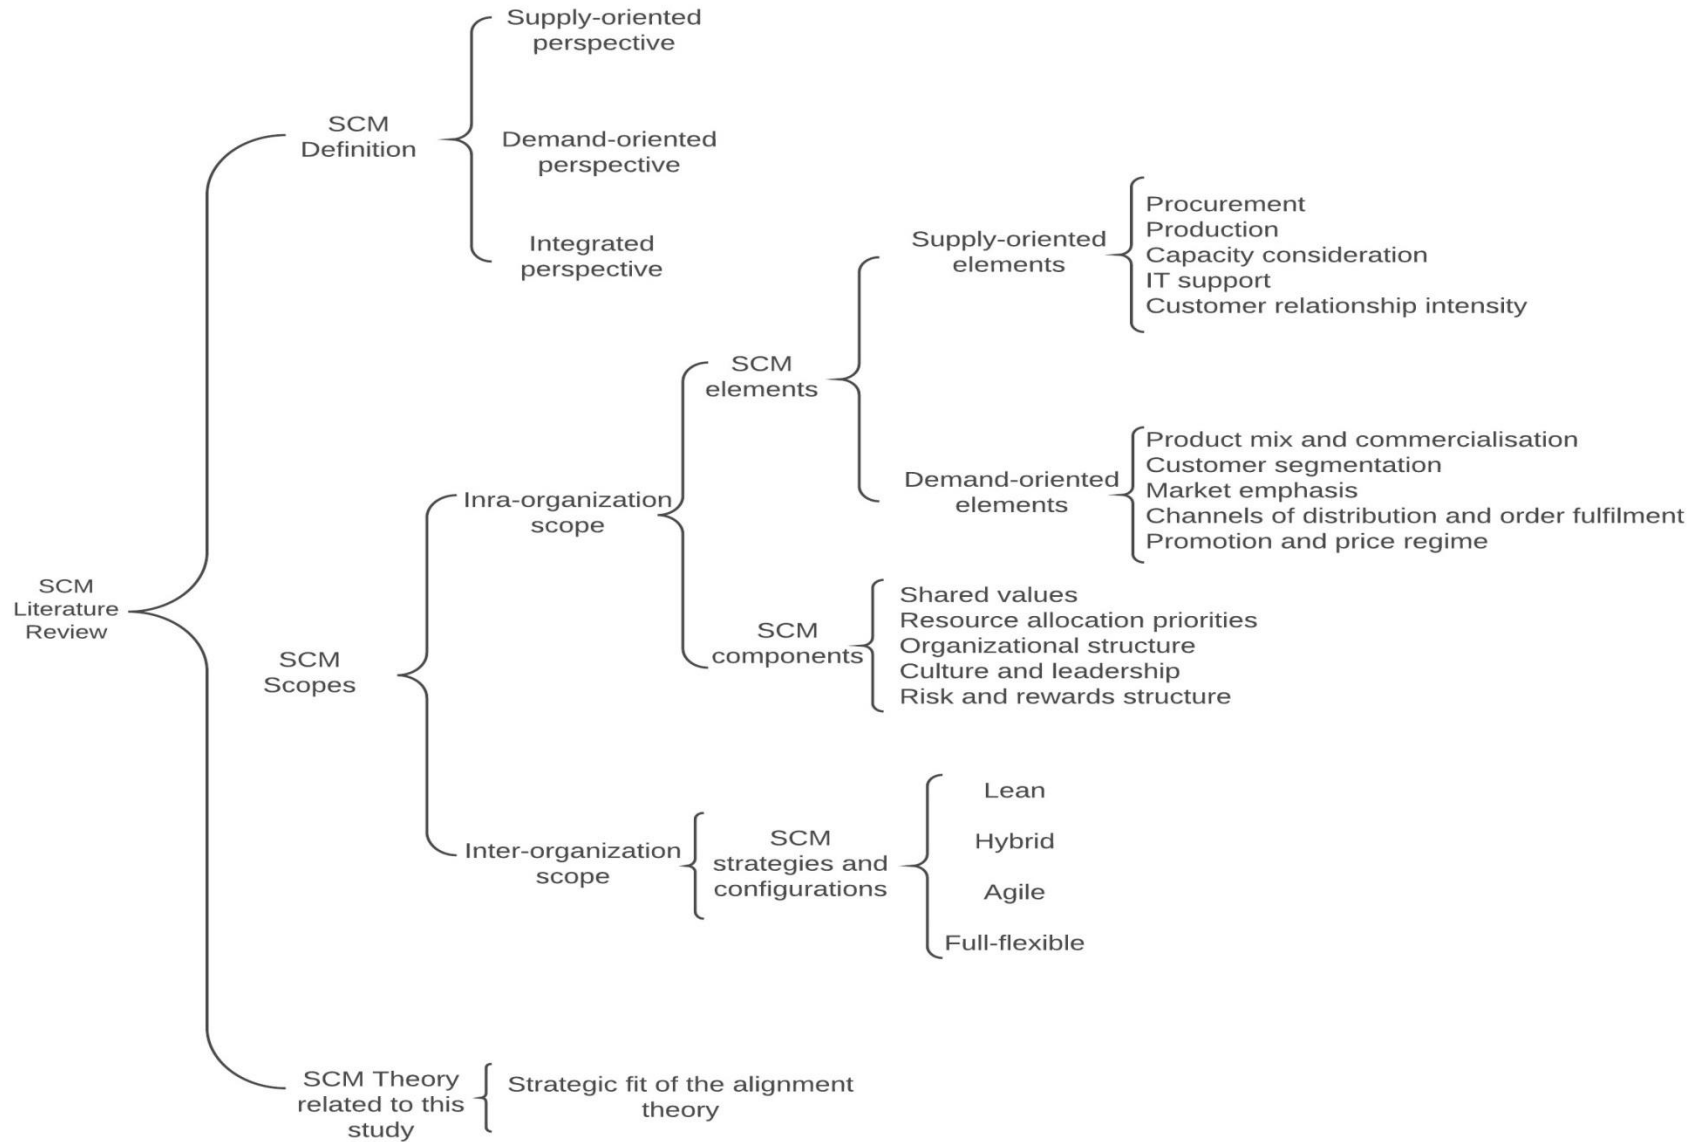 Supply-oriented
perspective
SCM
Definition
Demand-oriented
perspective
Integrated
perspective
Supply-oriented
elements
Procurement
Production
Capacity consideration
IT support
Customer relationship intensity
SCM
elements
Demand-oriented
elements
Product mix and commercialisation
Customer segmentation
Market emphasis
Channels of distribution and order fulfilment
Promotion and price regime
Inra-organization
scope
SCM
Literature
Review
SCM
components
Shared values
Resource allocation priorities
Organizational structure
Culture and leadership
Risk and rewards structure
SCM
Scopes
Inter-organization
scope
SCM
strategies and
configurations
Lean
Hybrid
Agile
Full-flexible
SCM Theory
related to this
study
Strategic fit of the alignment
theory